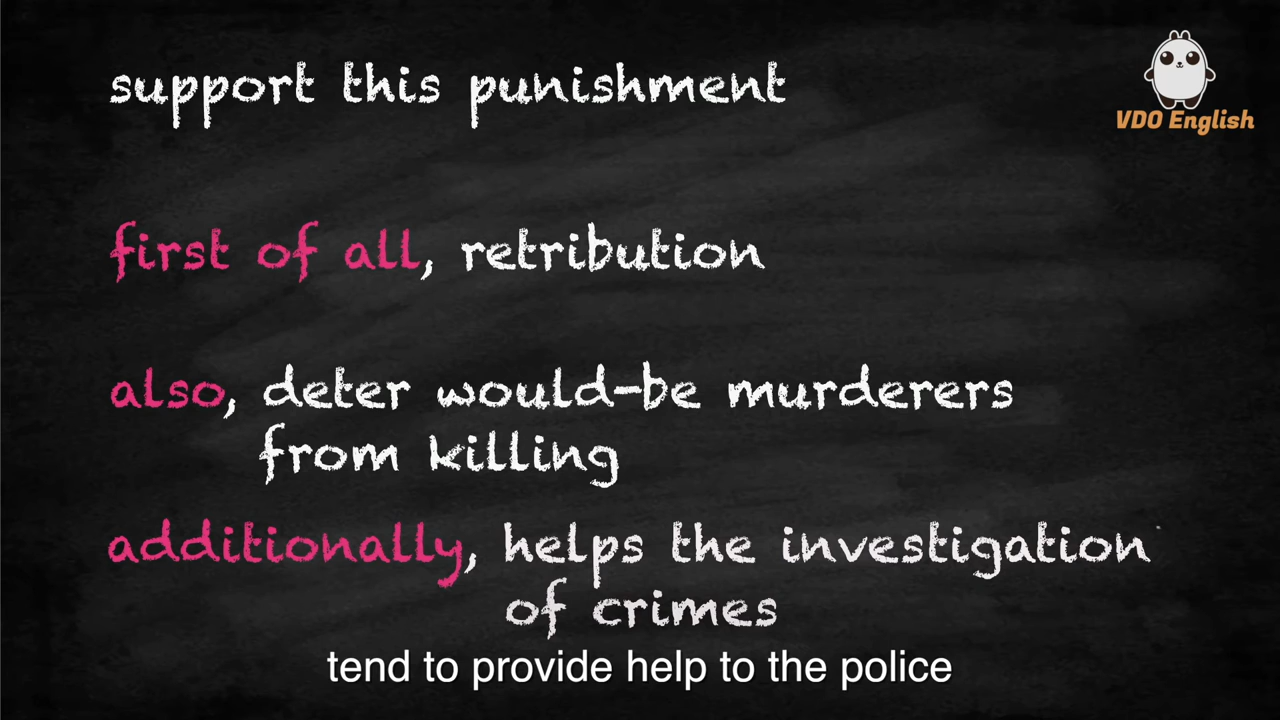 support this punishment
VDO English
first of all, retribution
also, deter would-be murderers
from killing
additionally, helps the investigation
of crimes
tend to provide help to the police